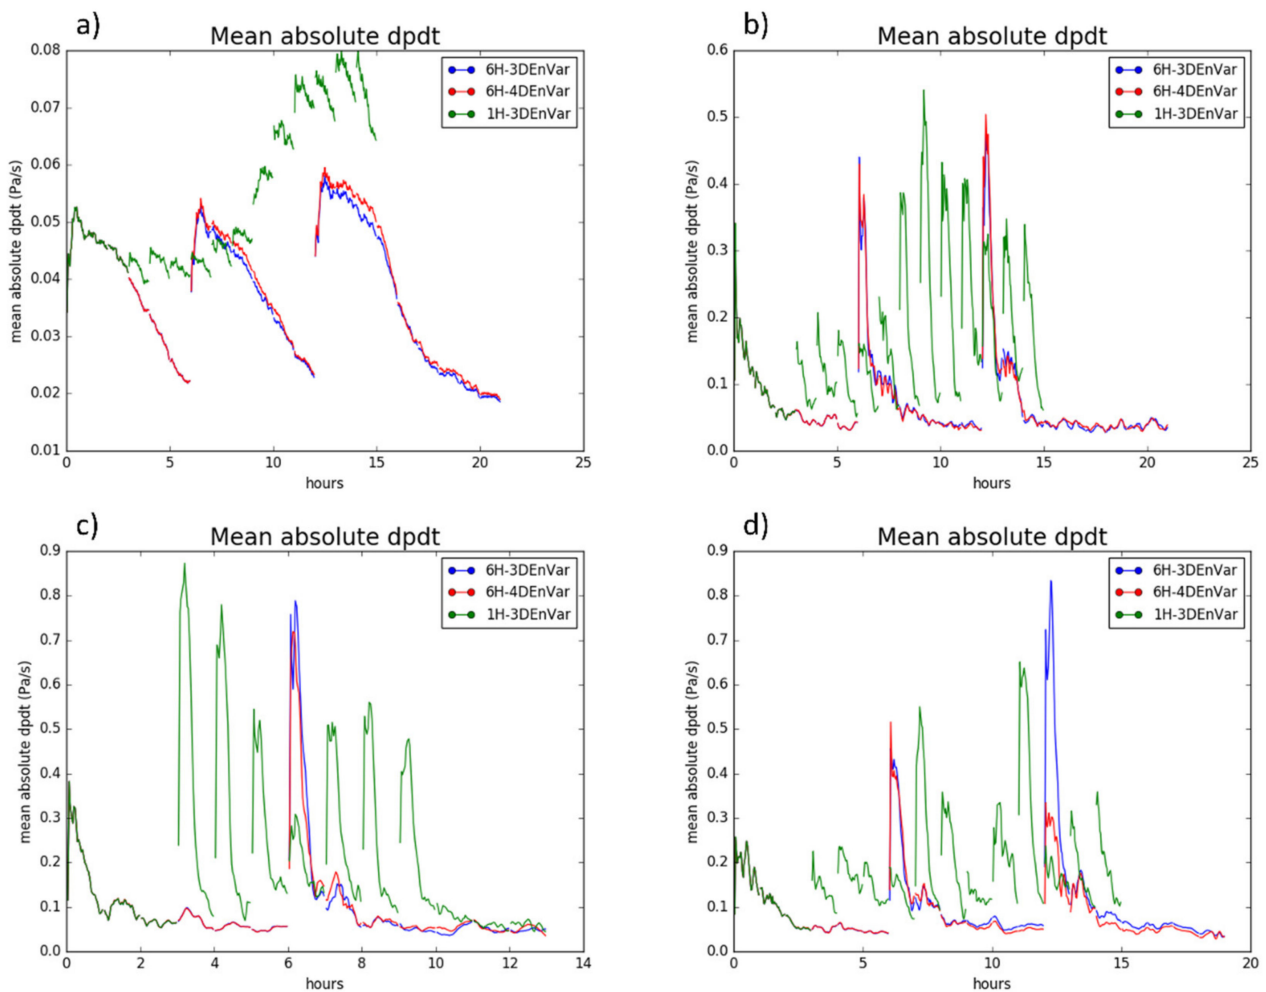 a)
Mean absolute dpdt
mean absolute dpdt (Pa/s)
0.08
0.07
0.06
0.05
0.04
0.03
0.02
0.01
6H-3DEnVar
6H-4DEnVar
1H-3DEnVar
0 5 10 15 20 25
hours
b)
Mean absolute dpdt
mean absolute dpdt (Pa/s)
0.6
0.5
0.4
0.3
0.2
0.1
0.0
6H-3DEnVar
6H-4DEnVar
1H-3DEnVar
0 5 10 15 20 25
hours
c)
Mean absolute dpdt
mean absolute dpdt (Pa/s)
0.9
0.8
0.7
0.6
0.5
0.4
0.3
0.2
0.1
0.0
6H-3DEnVar
6H-4DEnVar
1H-3DEnVar
0 2 4 6 8 10 12 14
hours
d)
Mean absolute dpdt
mean absolute dpdt (Pa/s)
0.9
0.8
0.7
0.6
0.5
0.4
0.3
0.2
0.1
0.0
6H-3DEnVar
6H-4DEnVar
1H-3DEnVar
0 5 10 15 20
hours